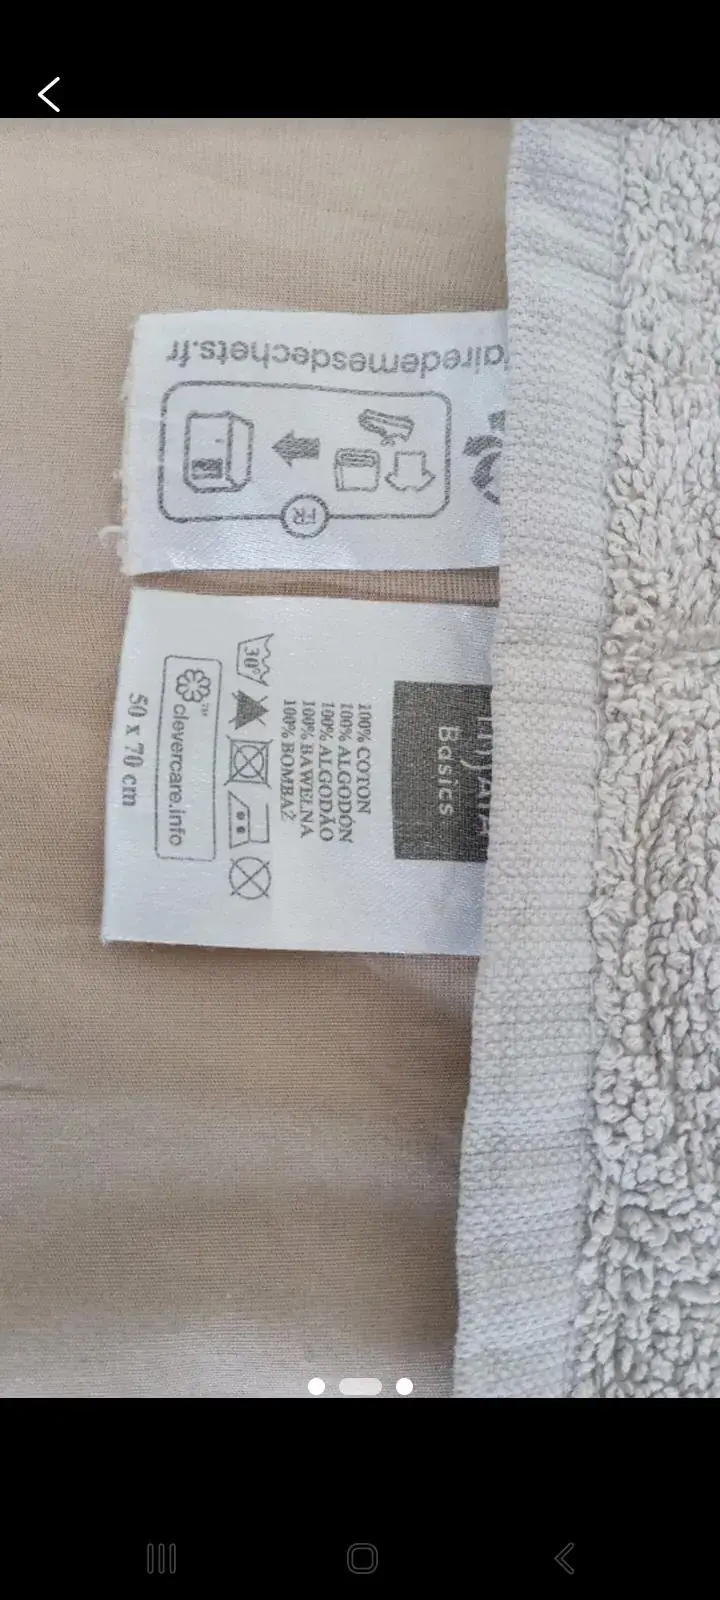 airedemesdechets.fr
FR
Basics
100% COTON
100% ALGODÓN
100% ALGODÃO
100% BAWEŁNA
100% BOMBAŽ
30°
clevercare.info
50 x 70 cm